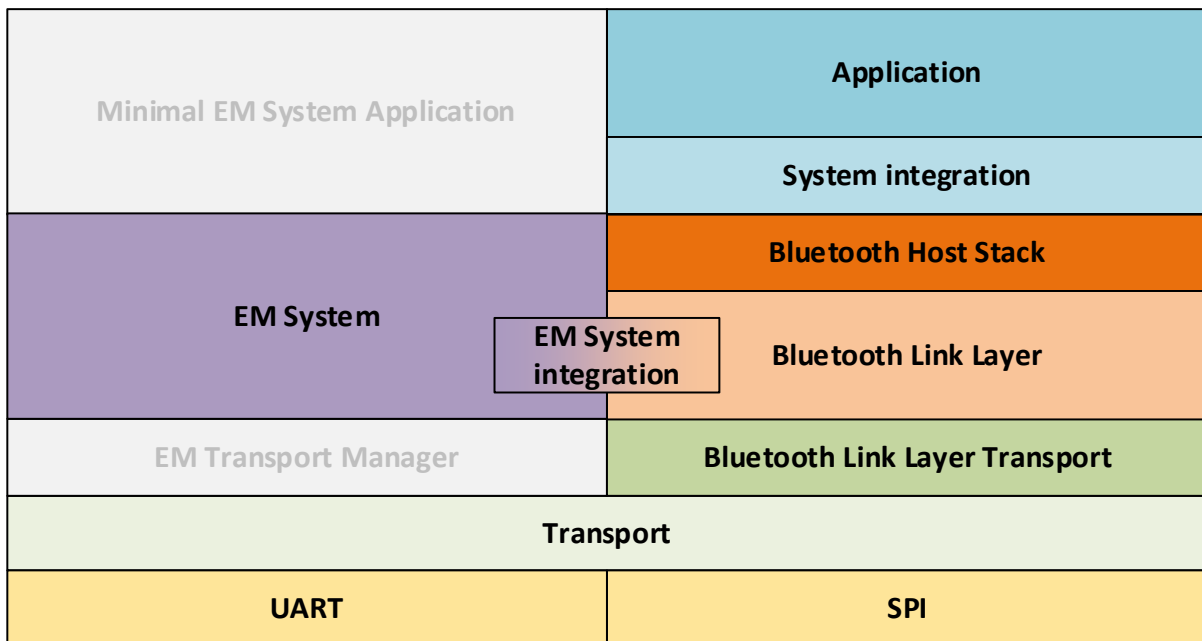 Minimal EM System Application
Application
System integration
EM System
Bluetooth Host Stack
EM System
integration
Bluetooth Link Layer
EM Transport Manager
Bluetooth Link Layer Transport
Transport
UART
SPI